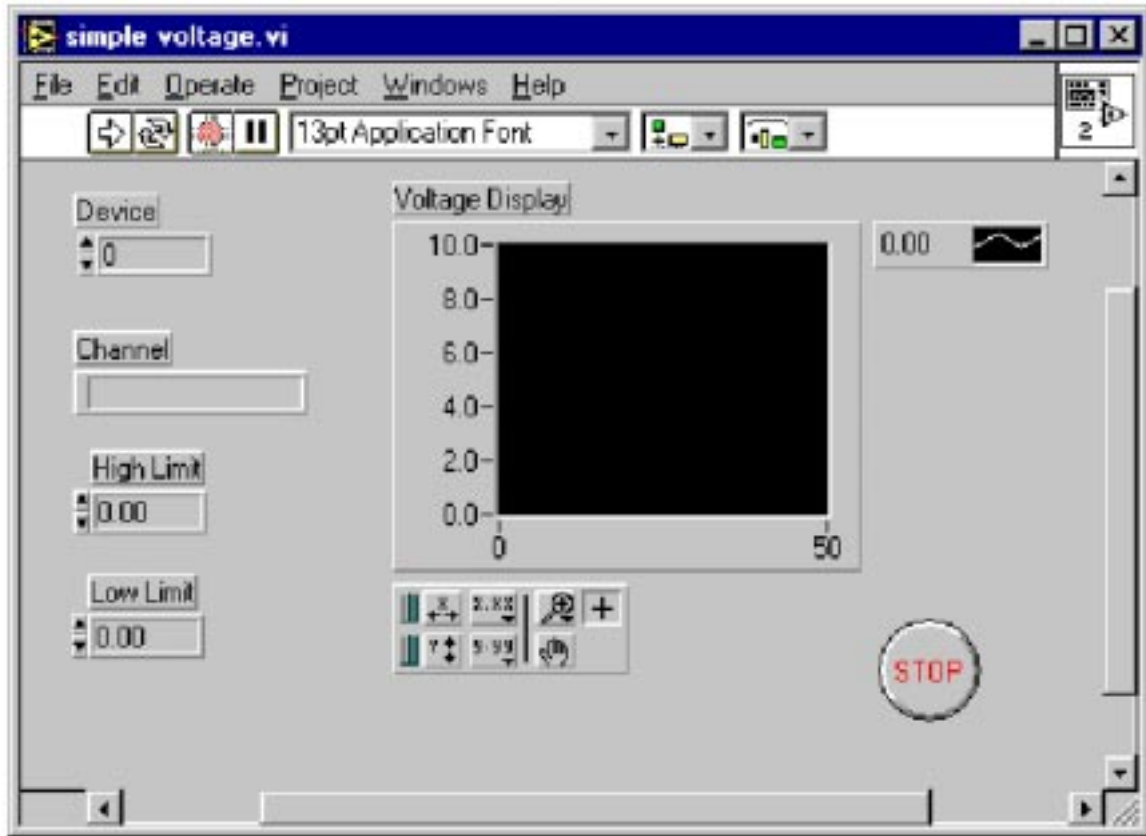 simple voltage.vi
File Edit Operate Project Windows Help
13pt Application Font
2
Device
0
Channel
High Limit
0.00
Low Limit
0.00
Voltage Display
10.0
8.0
6.0
4.0
2.0
0.0
0 50
0.00
X X.XX
Y Y.YY
STOP